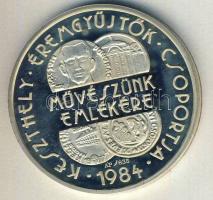 KESZTHELY · ÉREMGYŰJTŐK · CSOPORTJA · 1984 ·
MŰVÉSZÜNK
EMLÉKÉRE